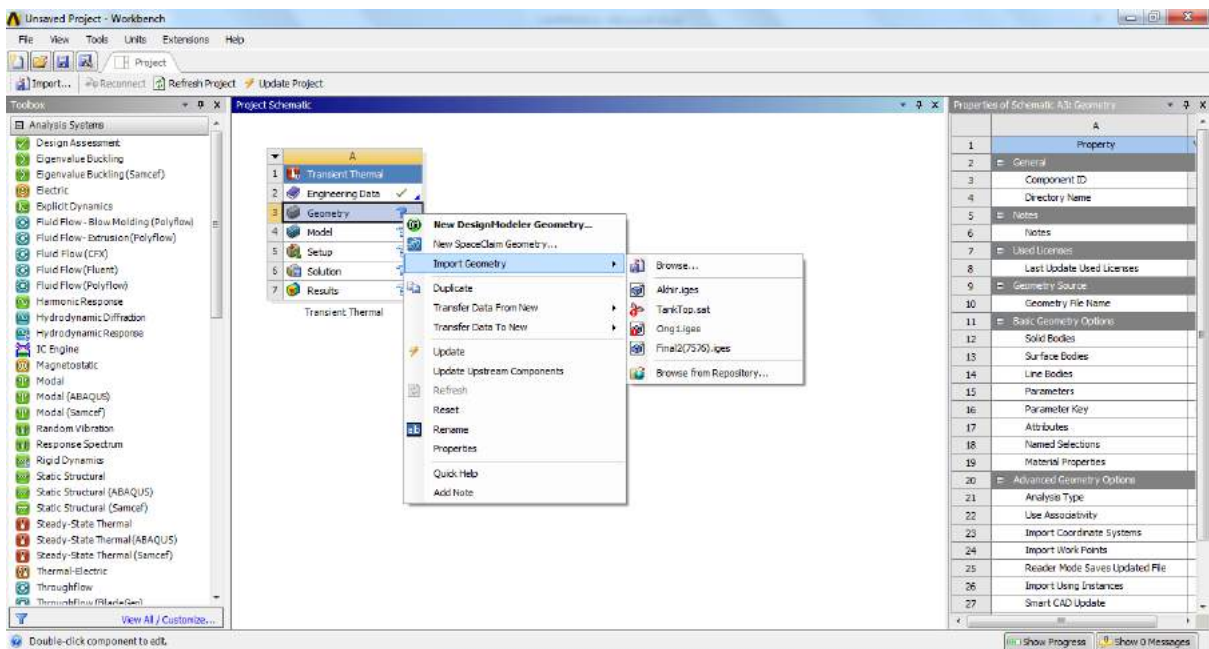 Unsaved Project - Workbench
File View Tools Units Extensions Help
Project
Import... Reconnect Refresh Project Update Project
Toolbox
Analysis Systems
Design Assessment
Eigenvalue Buckling
Eigenvalue Buckling (Samcef)
Electric
Explicit Dynamics
Fluid Flow - Blow Molding (Polyflow)
Fluid Flow - Extrusion (Polyflow)
Fluid Flow (CFX)
Fluid Flow (Fluent)
Fluid Flow (Polyflow)
Harmonic Response
Hydrodynamic Diffraction
Hydrodynamic Response
IC Engine
Magnetostatic
Modal
Modal (ABAQUS)
Modal (Samcef)
Random Vibration
Response Spectrum
Rigid Dynamics
Static Structural
Static Structural (ABAQUS)
Static Structural (Samcef)
Steady-State Thermal
Steady-State Thermal (ABAQUS)
Steady-State Thermal (Samcef)
Thermal-Electric
Throughflow
Throughflow (BladeGen)
View All / Customize...
Project Schematic
A
1 Transient Thermal
2 Engineering Data
3 Geometry
4 Model
5 Setup
6 Solution
7 Results
Transient Thermal
New DesignModeler Geometry...
New SpaceClaim Geometry...
Import Geometry
Duplicate
Transfer Data From New
Transfer Data To New
Update
Update Upstream Components
Refresh
Reset
Rename
Properties
Quick Help
Add Note
Browse...
Akhir.iges
TankTop.sat
Ong1.iges
Final2(7576).iges
Browse from Repository...
Properties of Schematic A3: Geometry
A
1 Property
2 General
3 Component ID
4 Directory Name
5 Notes
6 Notes
7 Used Licenses
8 Last Update Used Licenses
9 Geometry Source
10 Geometry File Name
11 Basic Geometry Options
12 Solid Bodies
13 Surface Bodies
14 Line Bodies
15 Parameters
16 Parameter Key
17 Attributes
18 Named Selections
19 Material Properties
20 Advanced Geometry Options
21 Analysis Type
22 Use Associativity
23 Import Coordinate Systems
24 Import Work Points
25 Reader Mode Saves Updated File
26 Import Using Instances
27 Smart CAD Update
Double-click component to edit.
Show Progress Show 0 Messages